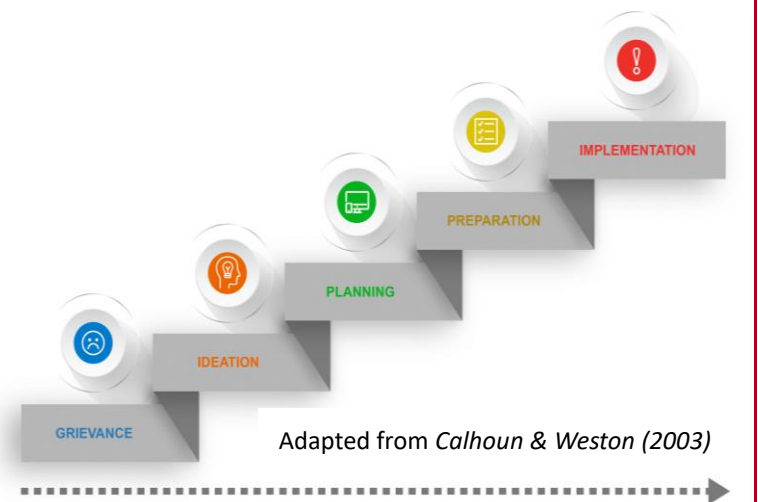 IMPLEMENTATION
PREPARATION
PLANNING
IDEATION
GRIEVANCE
Adapted from Calhoun & Weston (2003)